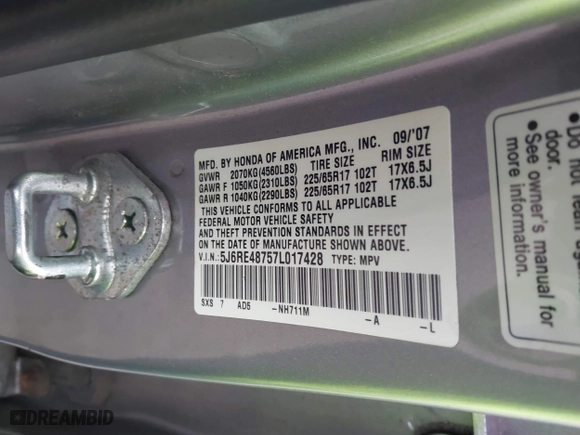 MFD. BY HONDA OF AMERICA MFG., INC. 09/'07
GVWR 2070KG(4560LBS) TIRE SIZE RIM SIZE
GAWR F 1050KG(2310LBS) 225/65R17 102T 17X6.5J
GAWR R 1040KG(2290LBS) 225/65R17 102T 17X6.5J
THIS VEHICLE CONFORMS TO ALL APPLICABLE
FEDERAL MOTOR VEHICLE SAFETY
AND THEFT PREVENTION STANDARDS IN EFFECT
ON THE DATE OF MANUFACTURE SHOWN ABOVE.
V.I.N: 5J6RE48757L017428 TYPE: MPV
SXS 7 AD5 -NH711M -A -L
• Do not
door.
• See owner's manual
more information.
DREAMBID